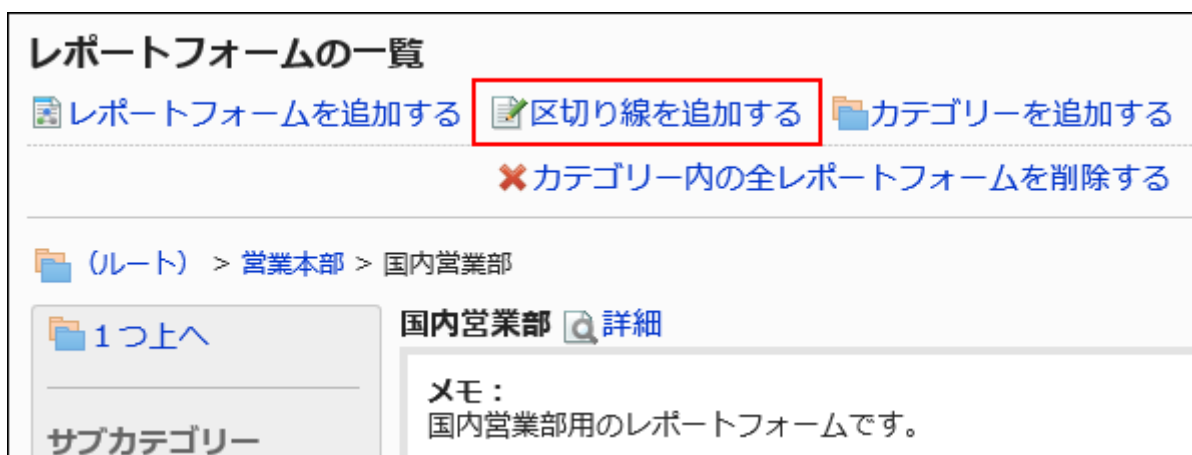 レポートフォームの一覧
レポートフォームを追加する 区切り線を追加する カテゴリーを追加する
カテゴリー内の全レポートフォームを削除する
（ルート） > 営業本部 > 国内営業部
1つ上へ
国内営業部 詳細
メモ：
国内営業部用のレポートフォームです。
サブカテゴリー